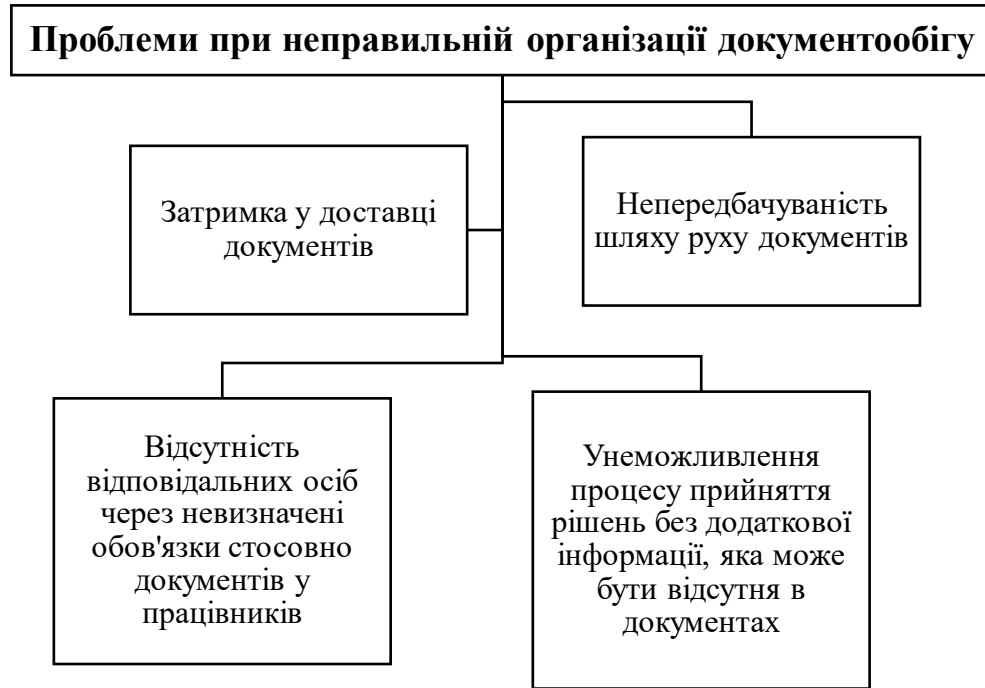 Проблеми при неправильній організації документообігу
Затримка у доставці
документів
Непередбачуваність
шляху руху документів
Відсутність
відповідальних осіб
через невизначені
обов'язки стосовно
документів у
працівників
Унеможливлення
процесу прийняття
рішень без додаткової
інформації, яка може
бути відсутня в
документах